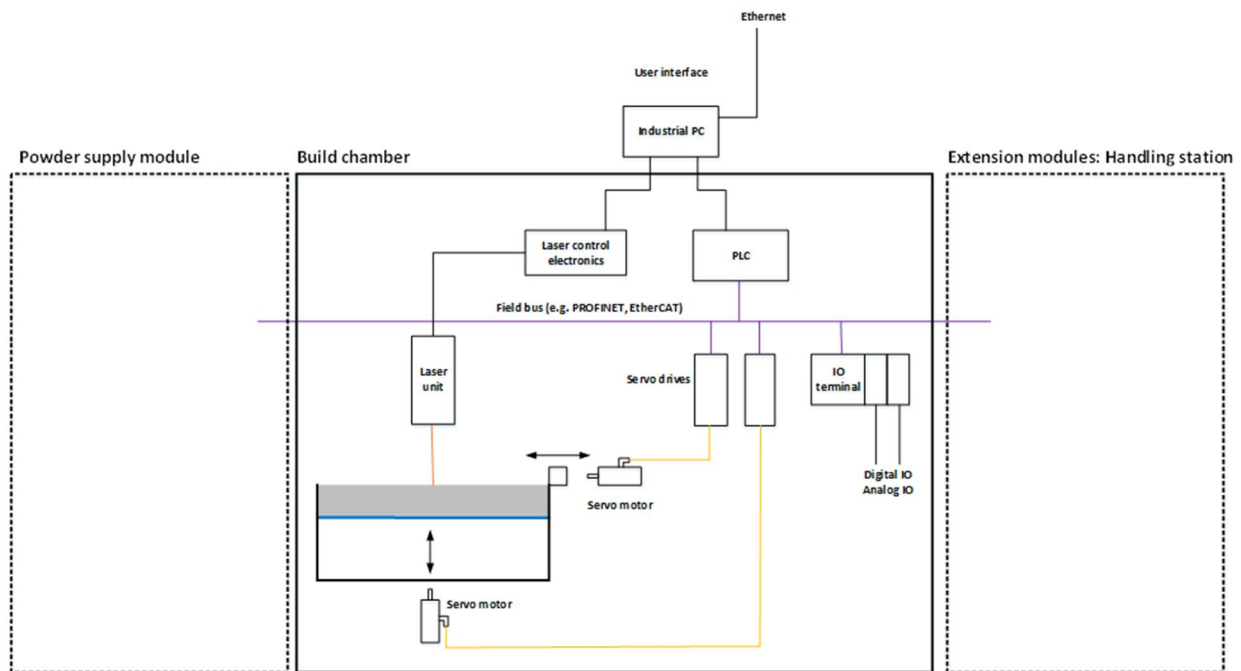 Ethernet
User interface
Industrial PC
Powder supply module
Build chamber
Extension modules: Handling station
Laser control
electronics
PLC
Field bus (e.g. PROFINET, EtherCAT)
Laser
unit
Servo drives
IO
terminal
Digital IO
Analog IO
Servo motor
Servo motor